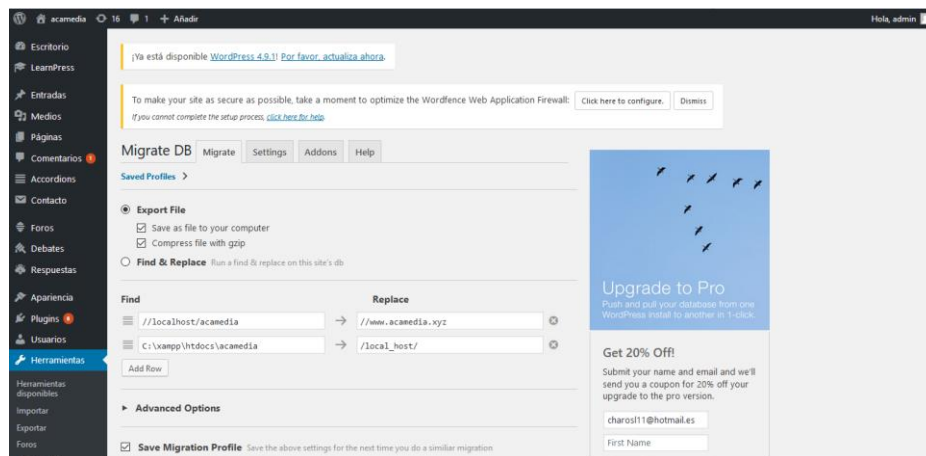 acamedia 16 1 + Añadir Hola, admin
Escritorio
LearnPress
Entradas
Medios
Páginas
Comentarios 1
Accordions
Contacto
Foros
Debates
Respuestas
Apariencia
Plugins
Usuarios
Herramientas
Herramientas
disponibles
Importar
Exportar
Foros
¡Ya está disponible WordPress 4.9.1! Por favor, actualiza ahora.
To make your site as secure as possible, take a moment to optimize the Wordfence Web Application Firewall: Click here to configure. Dismiss
If you cannot complete the setup process, click here for help.
Migrate DB Migrate Settings Addons Help
Saved Profiles >
Export File
Save as file to your computer
Compress file with gzip
Find & Replace Run a find & replace on this site's db
Find Replace
//localhost/acamedia → //www.acamedia.xyz
C:\xampp\htdocs\acamedia → /local_host/
Add Row
Advanced Options
Save Migration Profile Save the above settings for the next time you do a similiar migration
Upgrade to Pro
Push and pull your database from one
WordPress install to another in 1-click.
Get 20% Off!
Submit your name and email and we'll
send you a coupon for 20% off your
upgrade to the pro version.
charosl11@hotmail.es
First Name